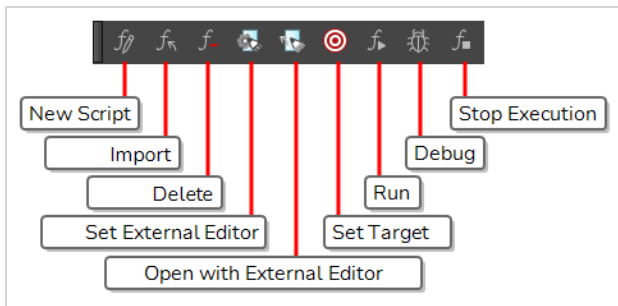 New Script
Stop Execution
Import
Debug
Delete
Run
Set External Editor
Set Target
Open with External Editor